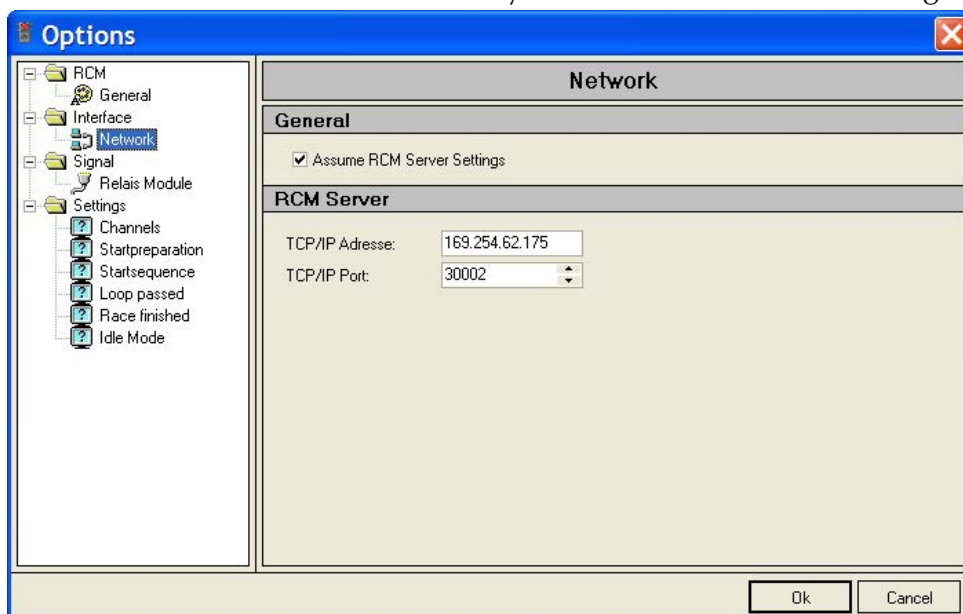 Options
RCM
General
Interface
Network
Signal
Relais Module
Settings
Channels
Startpreparation
Startsequence
Loop passed
Race finished
Idle Mode
Network
General
Assume RCM Server Settings
RCM Server
TCP/IP Adresse: 169.254.62.175
TCP/IP Port: 30002
Ok Cancel